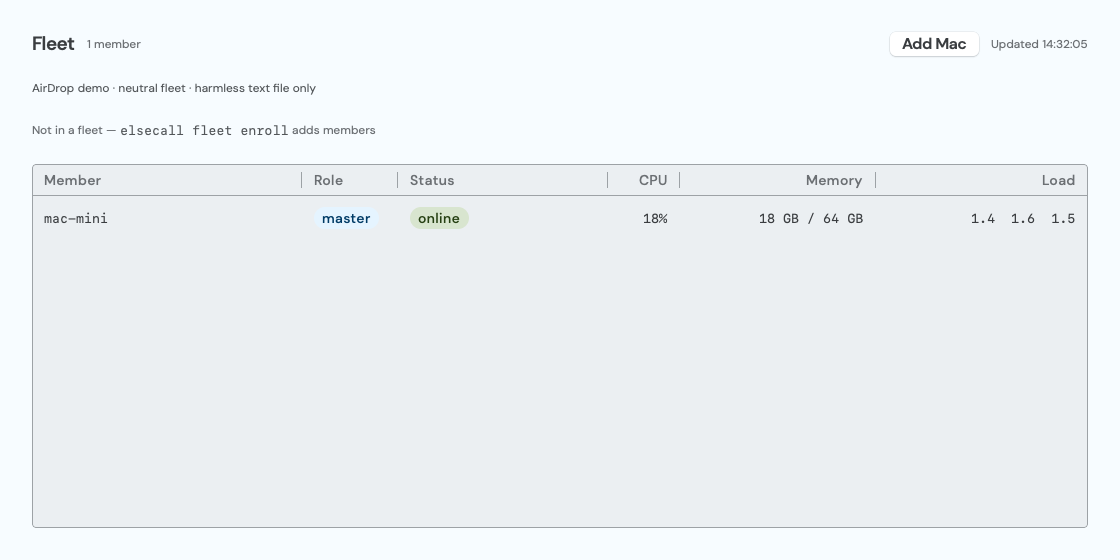 Fleet 1 member Add Mac Updated 14:32:05
AirDrop demo · neutral fleet · harmless text file only
Not in a fleet — elsecall fleet enroll adds members
Member Role Status CPU Memory Load
mac-mini master online 18% 18 GB / 64 GB 1.4 1.6 1.5